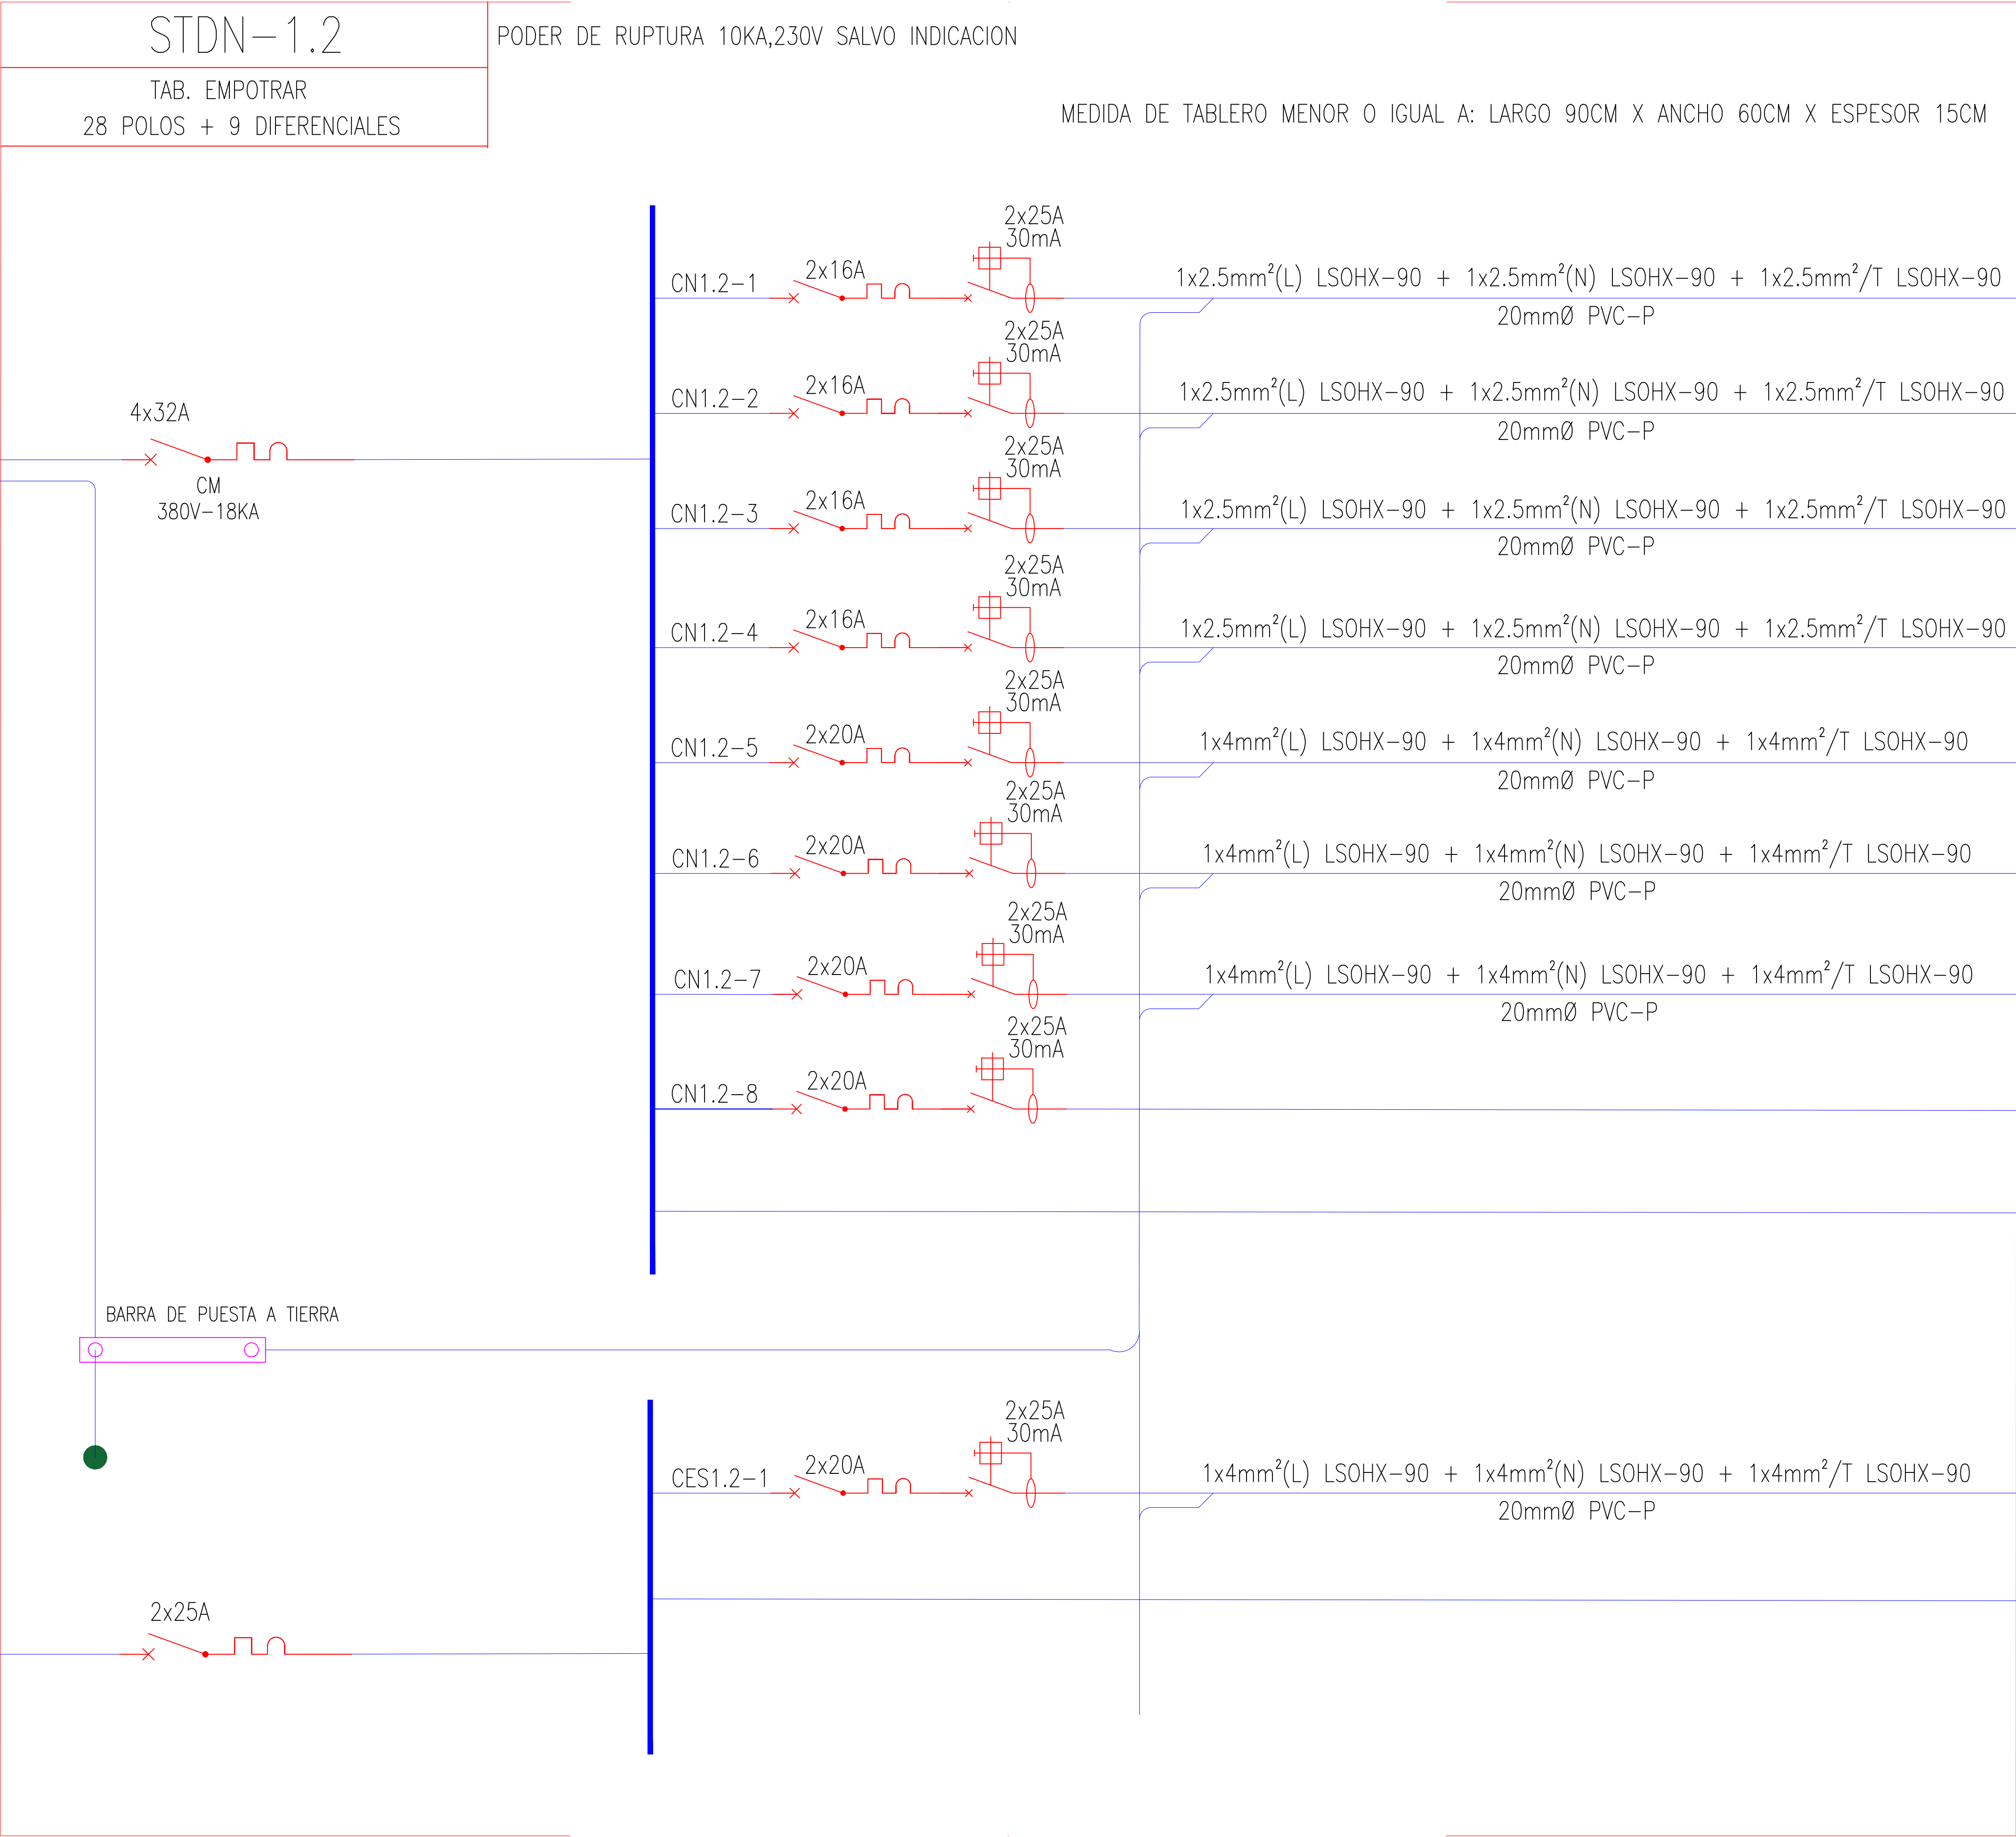 STDN-1.2
TAB. EMPOTRAR
28 POLOS + 9 DIFERENCIALES
PODER DE RUPTURA 10KA,230V SALVO INDICACION
MEDIDA DE TABLERO MENOR O IGUAL A: LARGO 90CM X ANCHO 60CM X ESPESOR 15CM
4x32A
CM
380V-18KA
CN1.2-1
2x16A
2x25A
30mA
1x2.5mm²(L) LSOHX-90 + 1x2.5mm²(N) LSOHX-90 + 1x2.5mm²/T LSOHX-90
20mmØ PVC-P
CN1.2-2
2x16A
2x25A
30mA
1x2.5mm²(L) LSOHX-90 + 1x2.5mm²(N) LSOHX-90 + 1x2.5mm²/T LSOHX-90
20mmØ PVC-P
CN1.2-3
2x16A
2x25A
30mA
1x2.5mm²(L) LSOHX-90 + 1x2.5mm²(N) LSOHX-90 + 1x2.5mm²/T LSOHX-90
20mmØ PVC-P
CN1.2-4
2x16A
2x25A
30mA
1x2.5mm²(L) LSOHX-90 + 1x2.5mm²(N) LSOHX-90 + 1x2.5mm²/T LSOHX-90
20mmØ PVC-P
CN1.2-5
2x20A
2x25A
30mA
1x4mm²(L) LSOHX-90 + 1x4mm²(N) LSOHX-90 + 1x4mm²/T LSOHX-90
20mmØ PVC-P
CN1.2-6
2x20A
2x25A
30mA
1x4mm²(L) LSOHX-90 + 1x4mm²(N) LSOHX-90 + 1x4mm²/T LSOHX-90
20mmØ PVC-P
CN1.2-7
2x20A
2x25A
30mA
1x4mm²(L) LSOHX-90 + 1x4mm²(N) LSOHX-90 + 1x4mm²/T LSOHX-90
20mmØ PVC-P
CN1.2-8
2x20A
2x25A
30mA
BARRA DE PUESTA A TIERRA
CES1.2-1
2x20A
2x25A
30mA
1x4mm²(L) LSOHX-90 + 1x4mm²(N) LSOHX-90 + 1x4mm²/T LSOHX-90
20mmØ PVC-P
2x25A